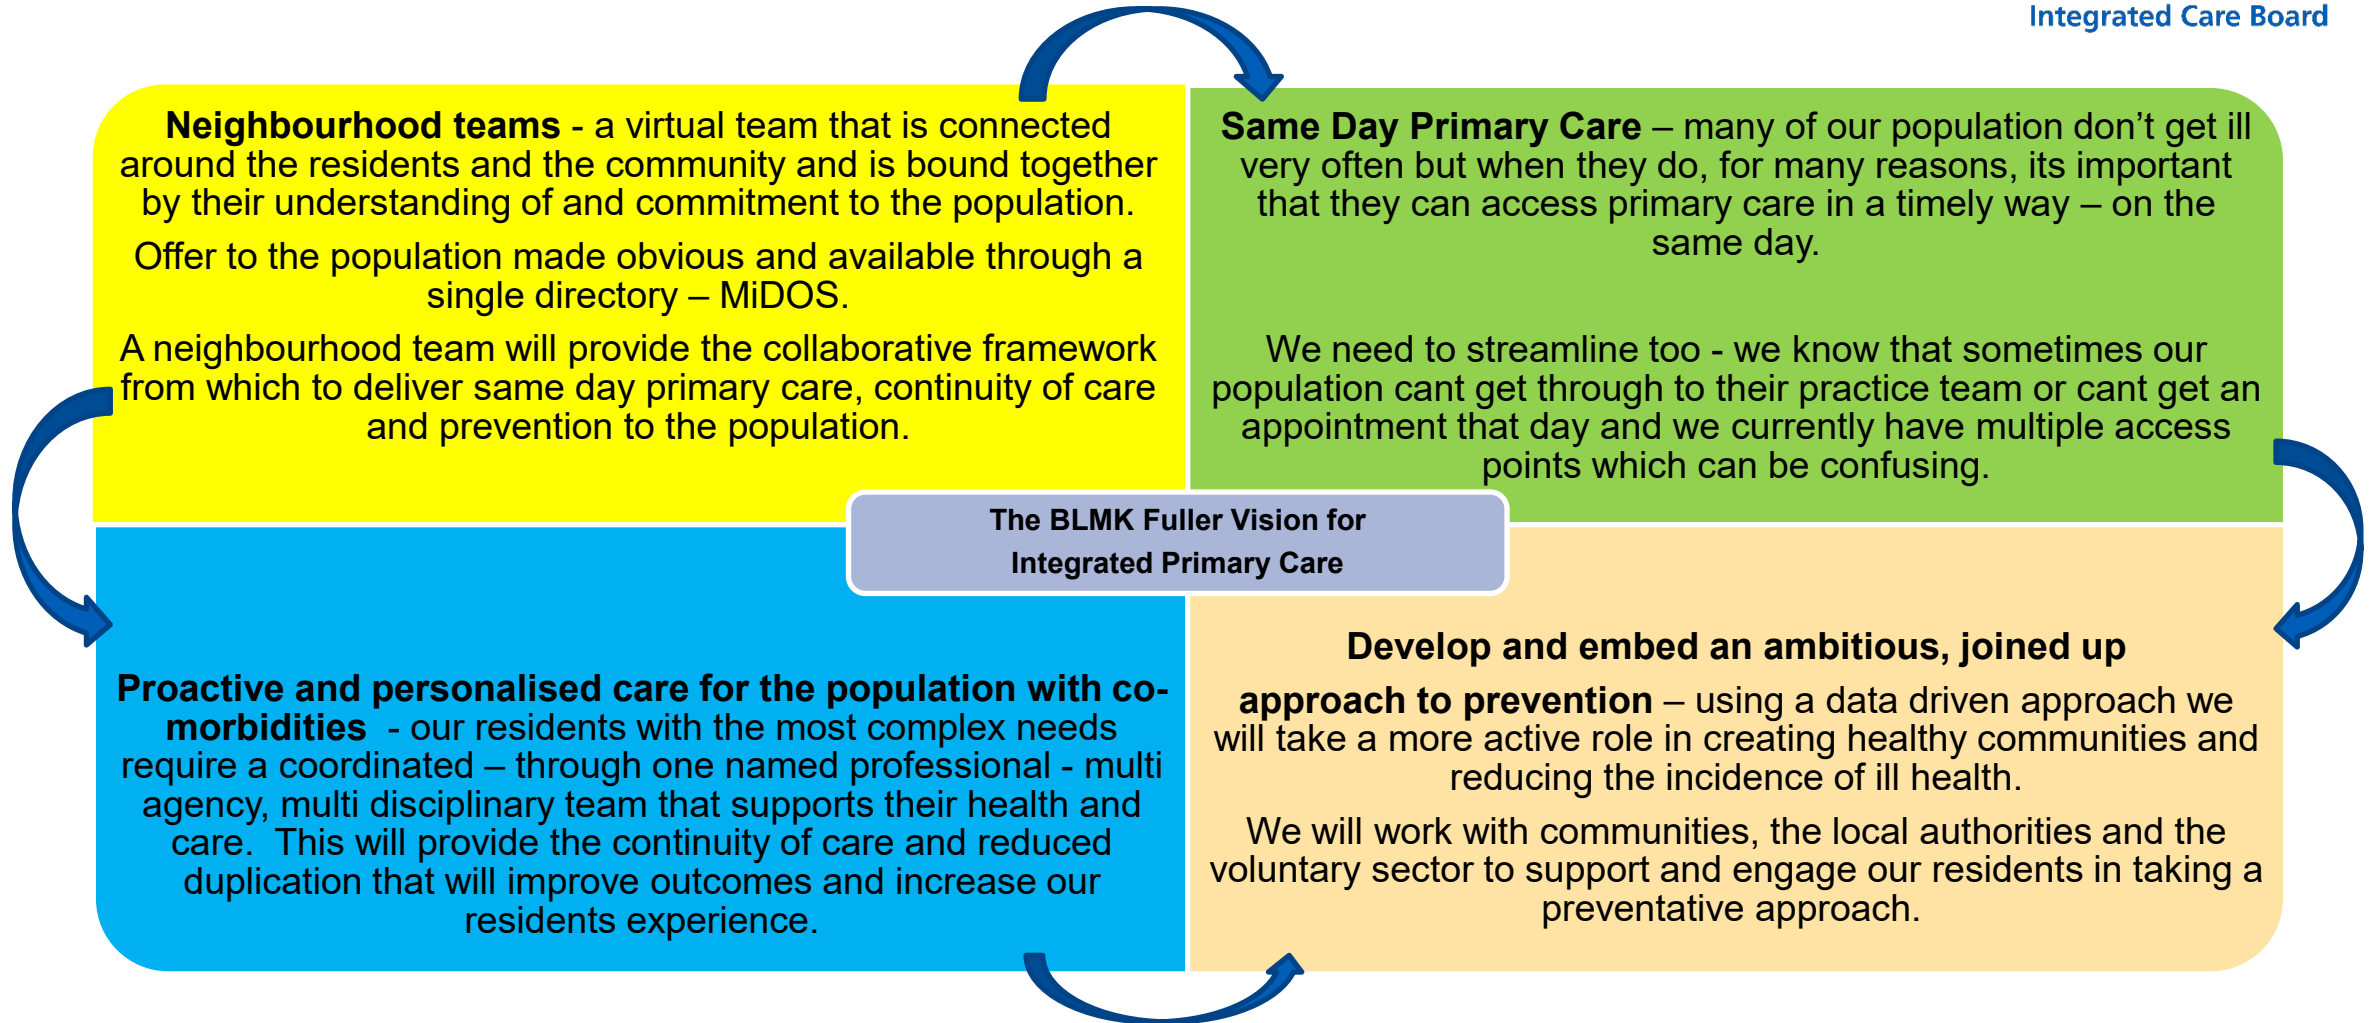 Integrated Care Board
Neighbourhood teams - a virtual team that is connected
around the residents and the community and is bound together
by their understanding of and commitment to the population.
Offer to the population made obvious and available through a
single directory – MiDOS.
A neighbourhood team will provide the collaborative framework
from which to deliver same day primary care, continuity of care
and prevention to the population.
Same Day Primary Care – many of our population don’t get ill
very often but when they do, for many reasons, its important
that they can access primary care in a timely way – on the
same day.
We need to streamline too - we know that sometimes our
population cant get through to their practice team or cant get an
appointment that day and we currently have multiple access
points which can be confusing.
The BLMK Fuller Vision for
Integrated Primary Care
Proactive and personalised care for the population with co-
morbidities - our residents with the most complex needs
require a coordinated – through one named professional - multi
agency, multi disciplinary team that supports their health and
care. This will provide the continuity of care and reduced
duplication that will improve outcomes and increase our
residents experience.
Develop and embed an ambitious, joined up
approach to prevention – using a data driven approach we
will take a more active role in creating healthy communities and
reducing the incidence of ill health.
We will work with communities, the local authorities and the
voluntary sector to support and engage our residents in taking a
preventative approach.